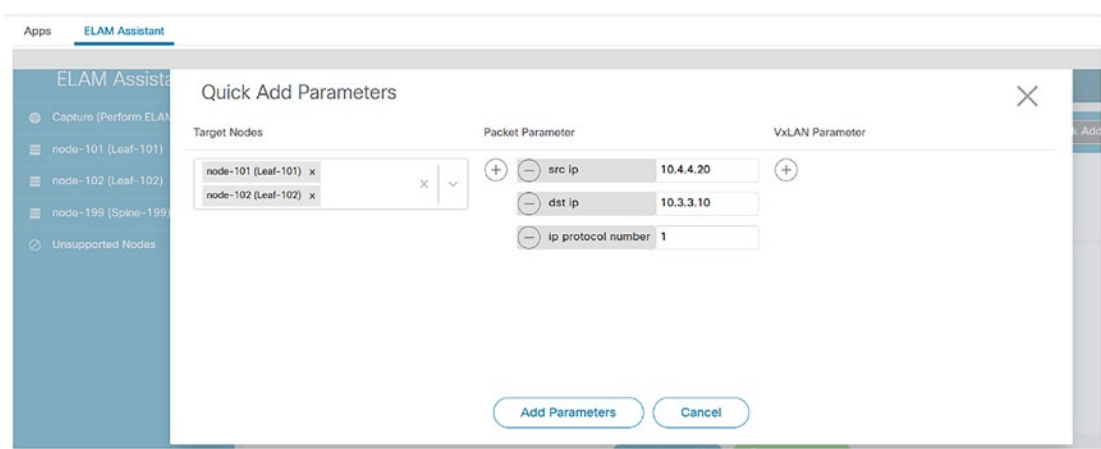 Apps ELAM Assistant
ELAM Assista
Quick Add Parameters
Capture (Perform ELAM
k Add
Target Nodes Packet Parameter VxLAN Parameter
node-101 (Leaf-101)
node-101 (Leaf-101) x
src ip 10.4.4.20
node-102 (Leaf-102)
node-102 (Leaf-102) x
dst ip 10.3.3.10
node-199 (Spine-199)
ip protocol number 1
Unsupported Nodes
Add Parameters Cancel